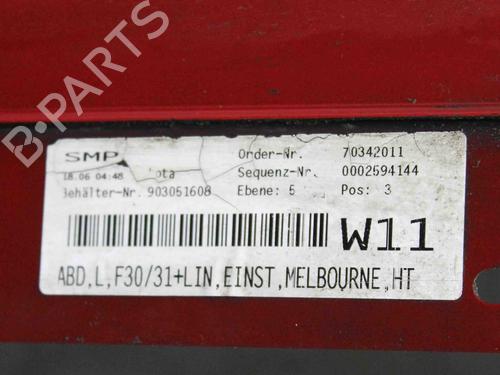 B-PARTS
SMP Order-Nr. 70342011
18.06 04:48 Sequenz-Nr. 0002594144
Behälter-Nr. 903051608 Ebene: 5 Pos: 3
W11
ABD,L,F30/31+LIN,EINST,MELBOURNE,HT